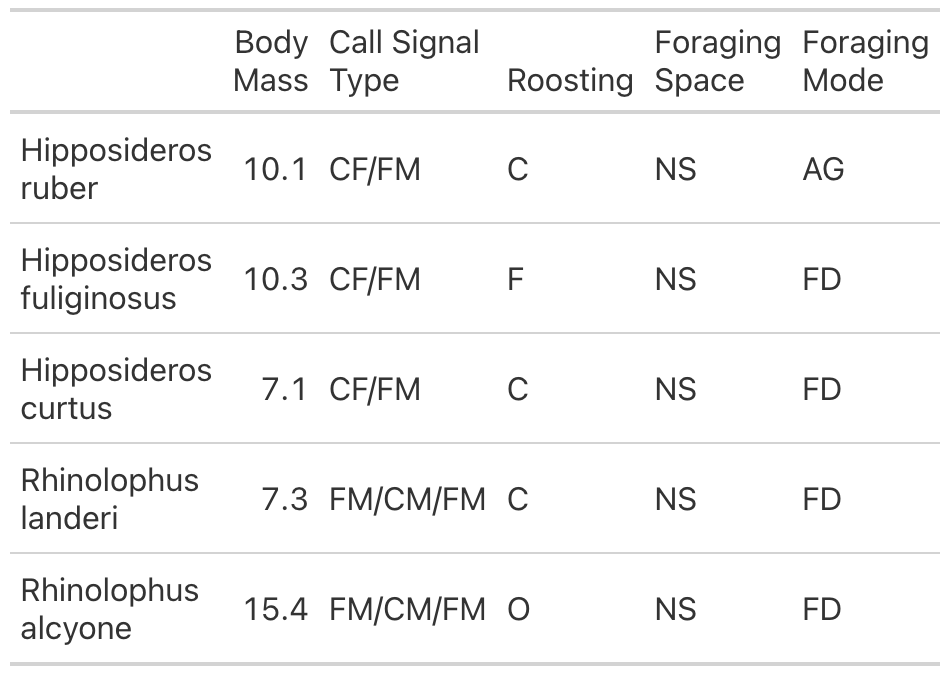 Body Mass Call Signal Type Roosting Foraging Space Foraging Mode
Hipposideros ruber 10.1 CF/FM C NS AG
Hipposideros fuliginosus 10.3 CF/FM F NS FD
Hipposideros curtus 7.1 CF/FM C NS FD
Rhinolophus landeri 7.3 FM/CM/FM C NS FD
Rhinolophus alcyone 15.4 FM/CM/FM O NS FD